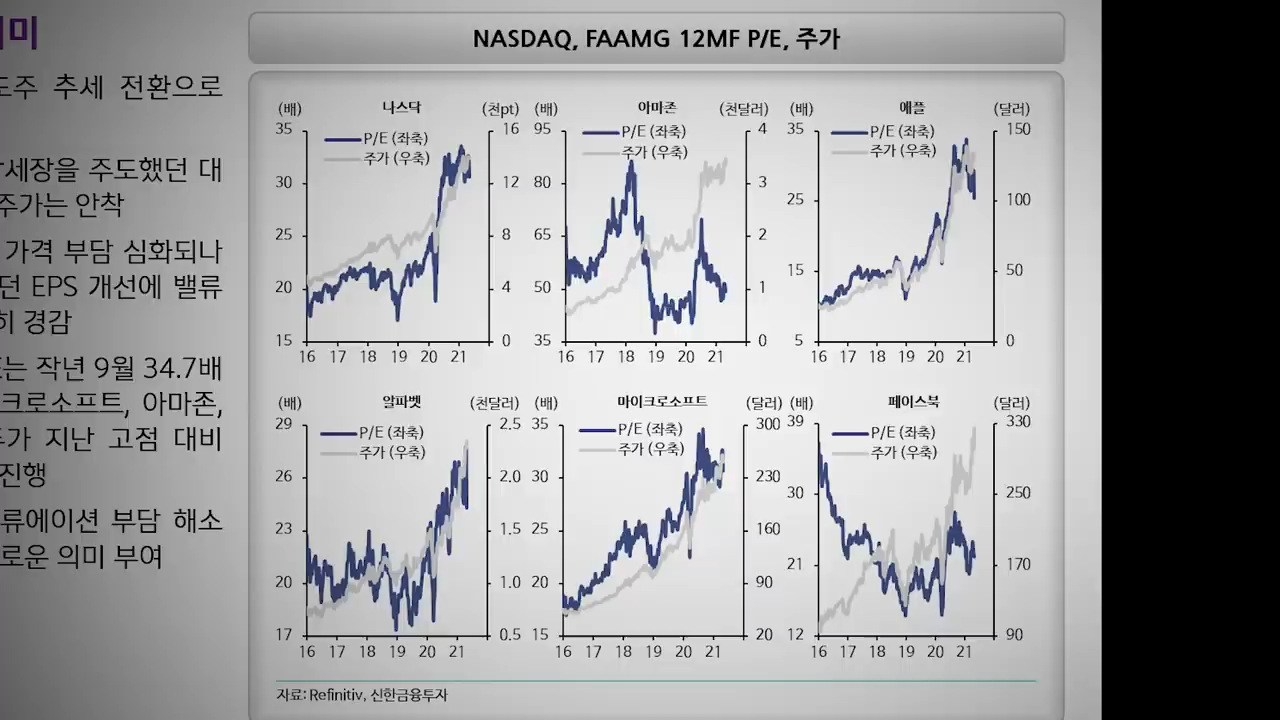 미
도주 추세 전환으로
상세장을 주도했던 대
주가는 안착
가격 부담 심화되나
던 EPS 개선에 밸류
히 경감
는 작년 9월 34.7배
크로소프트, 아마존,
가 지난 고점 대비
진행
류에이션 부담 해소
로운 의미 부여
NASDAQ, FAAMG 12MF P/E, 주가
(배) 나스닥 (천pt)
P/E (좌축)
주가 (우축)
35 16
30 12
25 8
20 4
15 0
16 17 18 19 20 21
(배) 아마존 (천달러)
P/E (좌축)
주가 (우축)
95 4
80 3
65 2
50 1
35 0
16 17 18 19 20 21
(배) 애플 (달러)
P/E (좌축)
주가 (우축)
35 150
25 100
15 50
5 0
16 17 18 19 20 21
(배) 알파벳 (천달러)
P/E (좌축)
주가 (우축)
29 2.5
26 2.0
23 1.5
20 1.0
17 0.5
16 17 18 19 20 21
(배) 마이크로소프트 (달러)
P/E (좌축)
주가 (우축)
35 300
30 230
25 160
20 90
15 20
16 17 18 19 20 21
(배) 페이스북 (달러)
P/E (좌축)
주가 (우축)
39 330
30 250
21 170
12 90
16 17 18 19 20 21
자료: Refinitiv, 신한금융투자